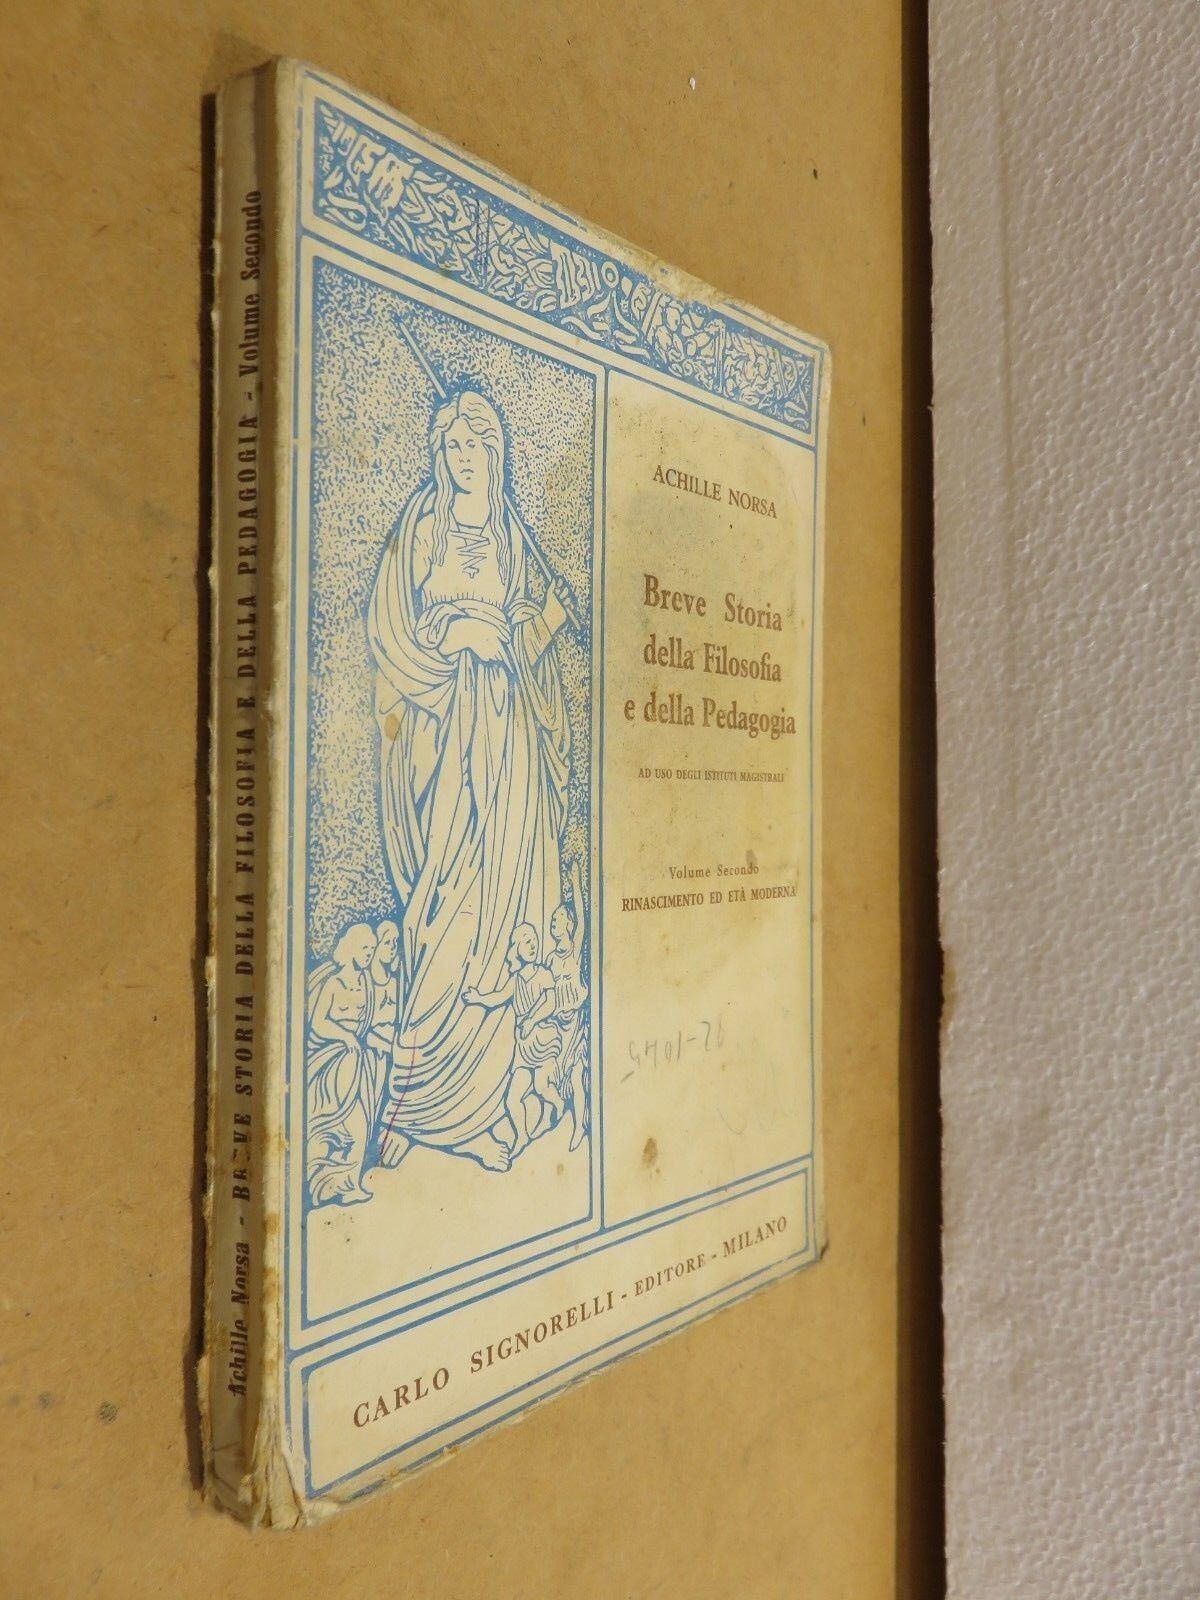 Achille Norsa - BREVE STORIA DELLA FILOSOFIA E DELLA PEDAGOGIA - Volume Secondo
ACHILLE NORSA
Breve Storia
della Filosofia
e della Pedagogia
AD USO DEGLI ISTITUTI MAGISTRALI
Volume Secondo
RINASCIMENTO ED ETÀ MODERNA
CARLO SIGNORELLI - EDITORE - MILANO